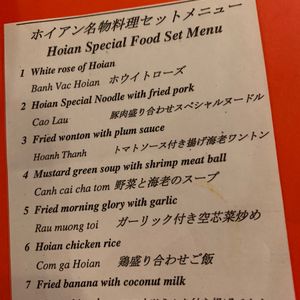 ホイアン名物料理セットメニュー
Hoian Special Food Set Menu
1 White rose of Hoian
Banh Vac Hoian ホワイトローズ
2 Hoian Special Noodle with fried pork
Cao Lau 豚肉盛り合わせスペシャルヌードル
3 Fried wonton with plum sauce
Hoanh Thanh トマトソース付き揚げ海老ワントン
4 Mustard green soup with shrimp meat ball
Canh cai cha tom 野菜と海老のスープ
5 Fried morning glory with garlic
Rau muong toi ガーリック付き空芯菜炒め
6 Hoian chicken rice
Com ga Hoian 鶏盛り合わせご飯
7 Fried banana with coconut milk